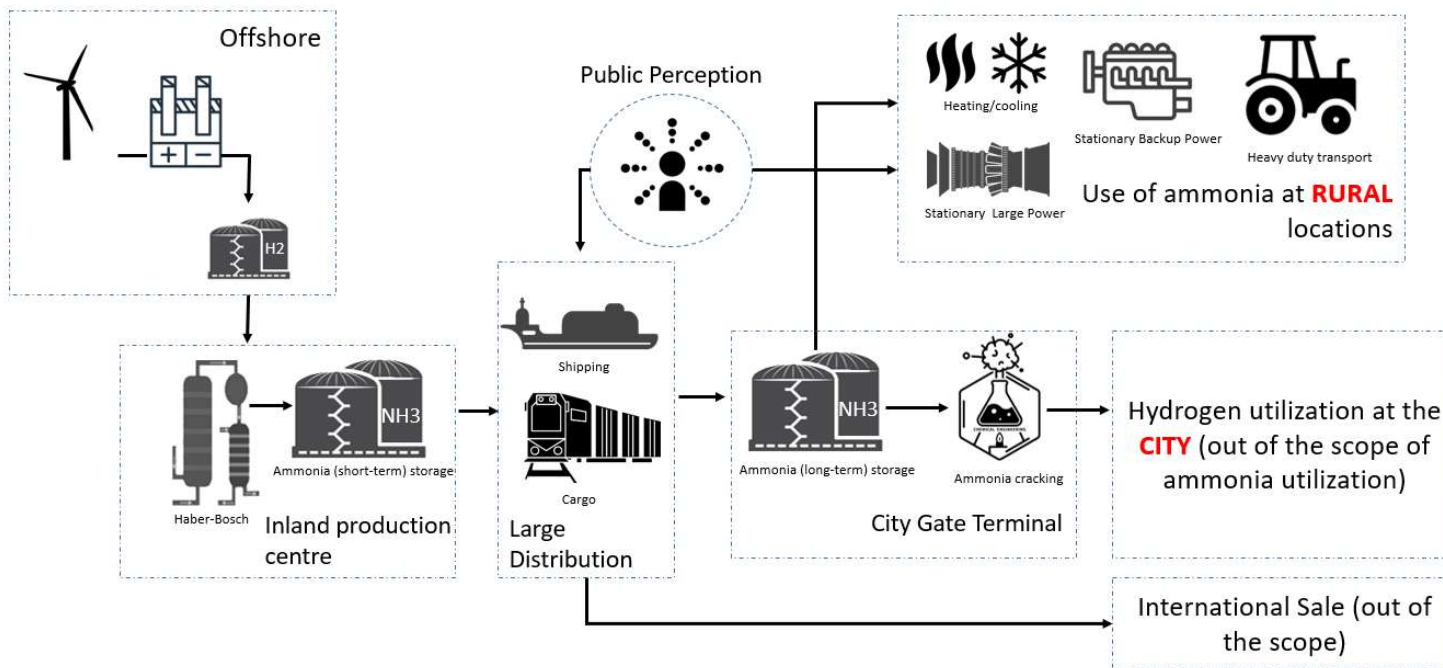 Offshore
+ −
H2
Public Perception
Heating/cooling
Stationary Backup Power
Heavy duty transport
Stationary Large Power
Use of ammonia at RURAL
locations
Haber-Bosch
NH3
Ammonia (short-term) storage
Inland production
centre
Shipping
Cargo
Large
Distribution
NH3
Ammonia (long-term) storage
CHEMICAL ENGINEERING
Ammonia cracking
City Gate Terminal
Hydrogen utilization at the
CITY (out of the scope of
ammonia utilization)
International Sale (out of
the scope)